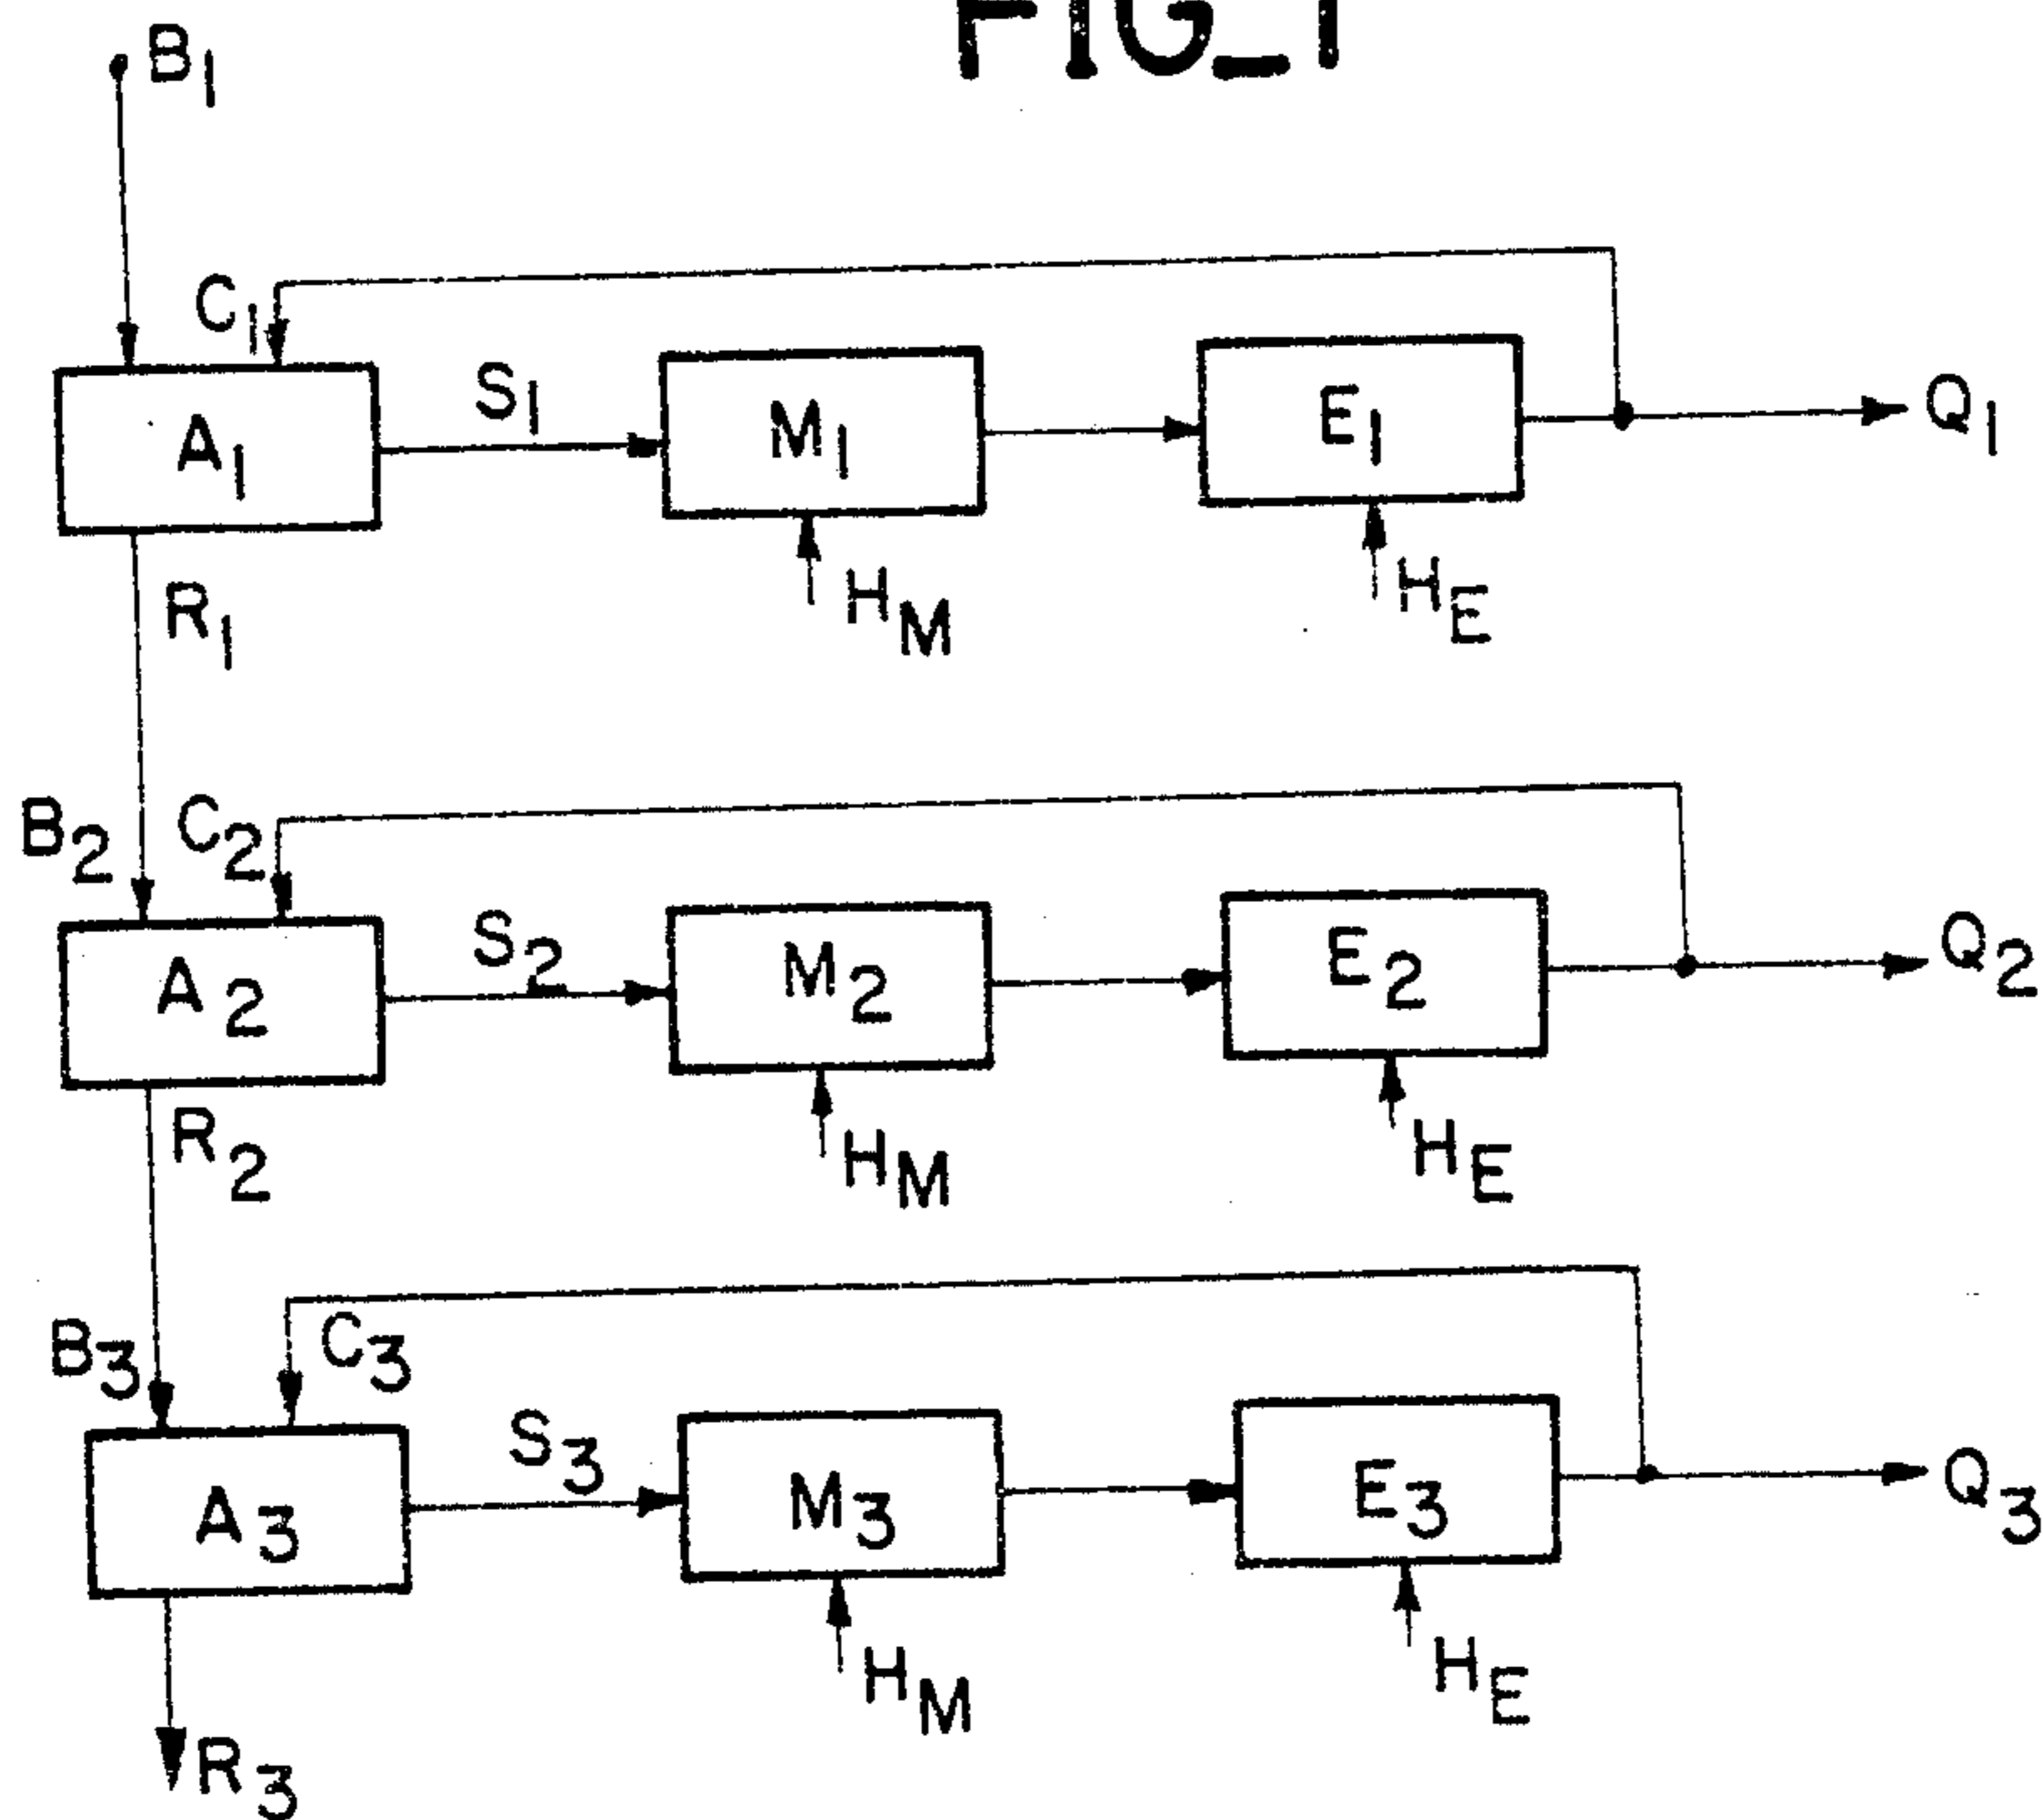 FIG_1
B1
C1
A1
S1
M1
E1
Q1
HM
HE
R1
B2
C2
A2
S2
M2
E2
Q2
R2
HM
HE
B3
C3
A3
S3
M3
E3
Q3
HM
HE
R3